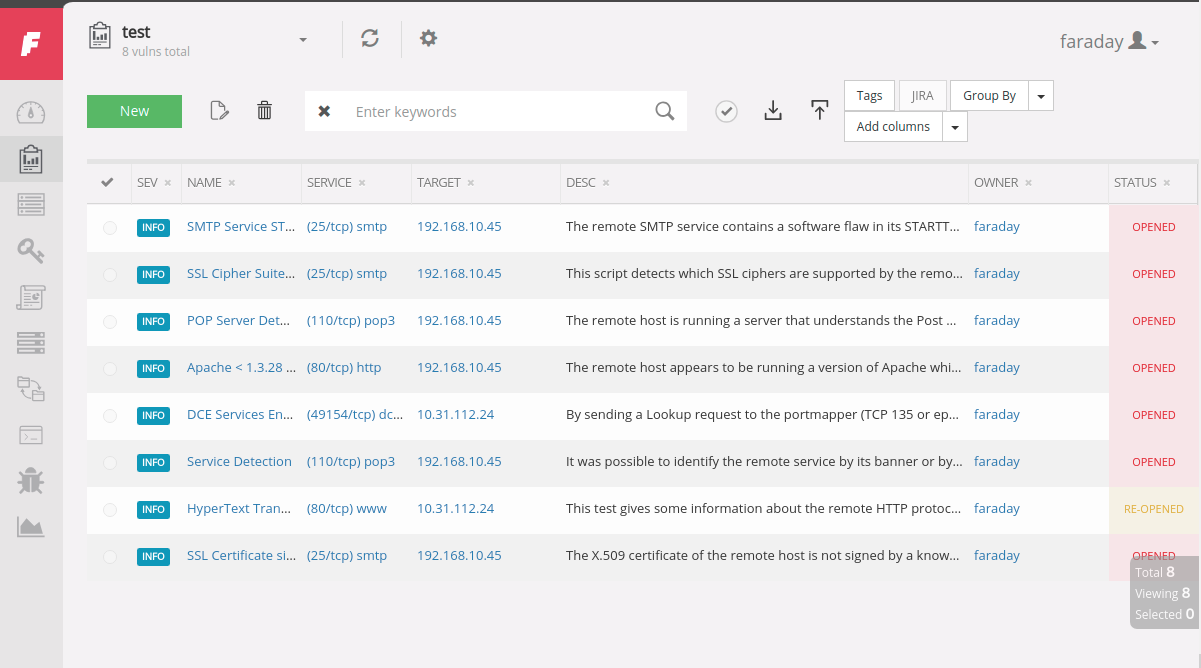 test
8 vulns total
faraday
New
Enter keywords
Tags JIRA Group By
Add columns
SEV NAME SERVICE TARGET DESC OWNER STATUS
INFO SMTP Service ST... (25/tcp) smtp 192.168.10.45 The remote SMTP service contains a software flaw in its STARTT... faraday OPENED
INFO SSL Cipher Suite... (25/tcp) smtp 192.168.10.45 This script detects which SSL ciphers are supported by the remo... faraday OPENED
INFO POP Server Det... (110/tcp) pop3 192.168.10.45 The remote host is running a server that understands the Post ... faraday OPENED
INFO Apache < 1.3.28 ... (80/tcp) http 192.168.10.45 The remote host appears to be running a version of Apache whi... faraday OPENED
INFO DCE Services En... (49154/tcp) dc... 10.31.112.24 By sending a Lookup request to the portmapper (TCP 135 or ep... faraday OPENED
INFO Service Detection (110/tcp) pop3 192.168.10.45 It was possible to identify the remote service by its banner or by... faraday OPENED
INFO HyperText Tran... (80/tcp) www 10.31.112.24 This test gives some information about the remote HTTP protoc... faraday RE-OPENED
INFO SSL Certificate si... (25/tcp) smtp 192.168.10.45 The X.509 certificate of the remote host is not signed by a know... faraday OPENED
Total 8
Viewing 8
Selected 0